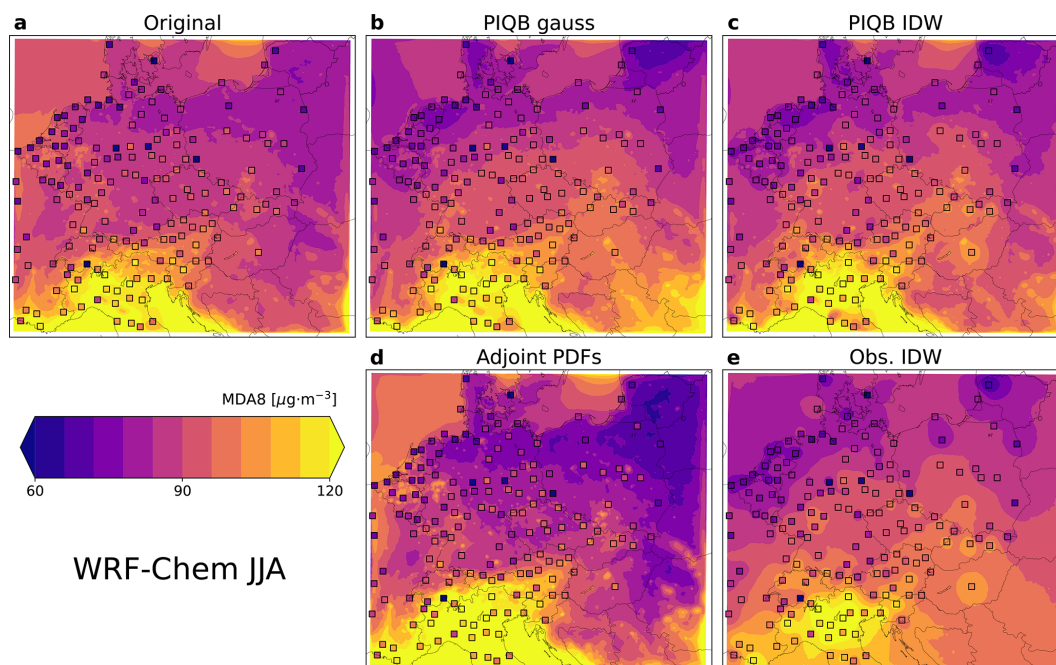 a Original
b PIQB gauss
c PIQB IDW
d Adjoint PDFs
e Obs. IDW
MDA8 [μg·m⁻³]
60 90 120
WRF-Chem JJA